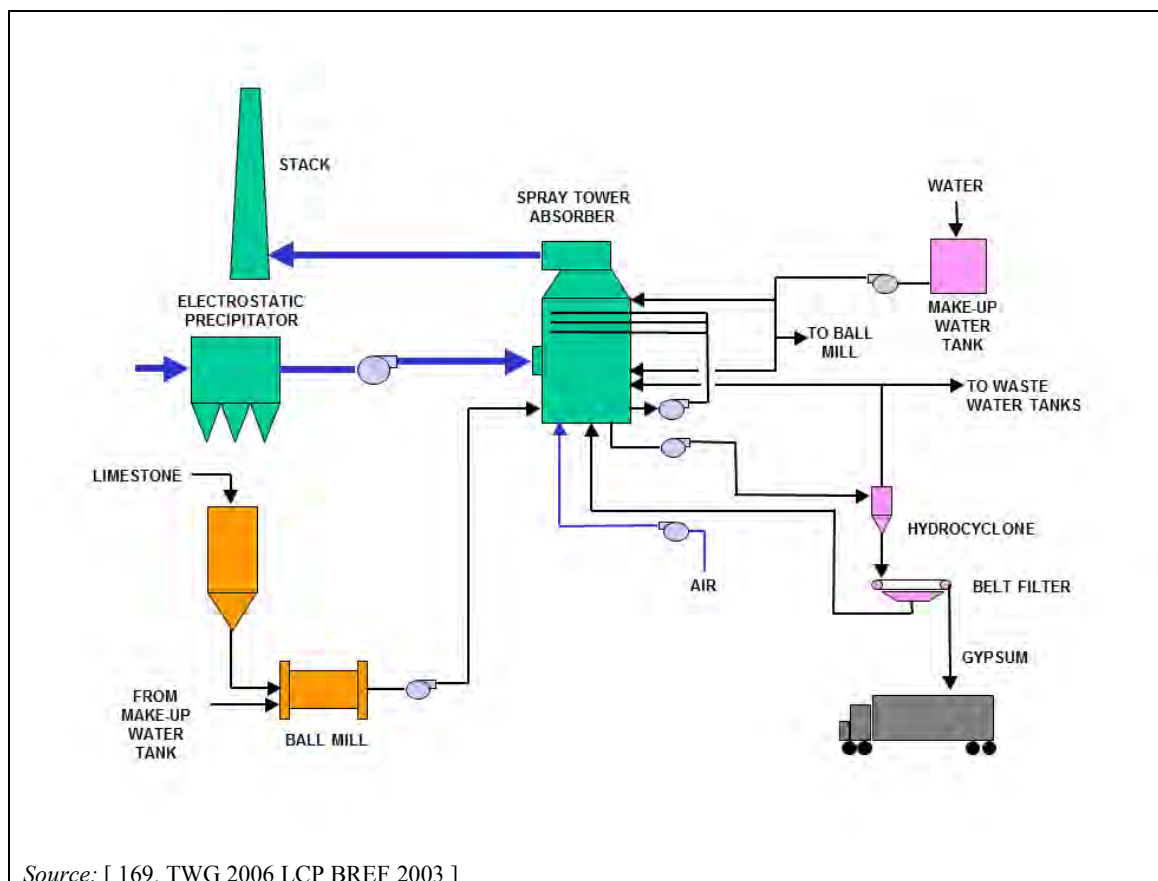 STACK
SPRAY TOWER
ABSORBER
WATER
ELECTROSTATIC
PRECIPITATOR
MAKE-UP
WATER
TANK
TO BALL
MILL
TO WASTE
WATER TANKS
LIMESTONE
HYDROCYCLONE
AIR
BELT FILTER
GYPSUM
FROM
MAKE-UP
WATER
TANK
BALL MILL
Source: [ 169, TWG 2006 LCP BREF 2003 ]